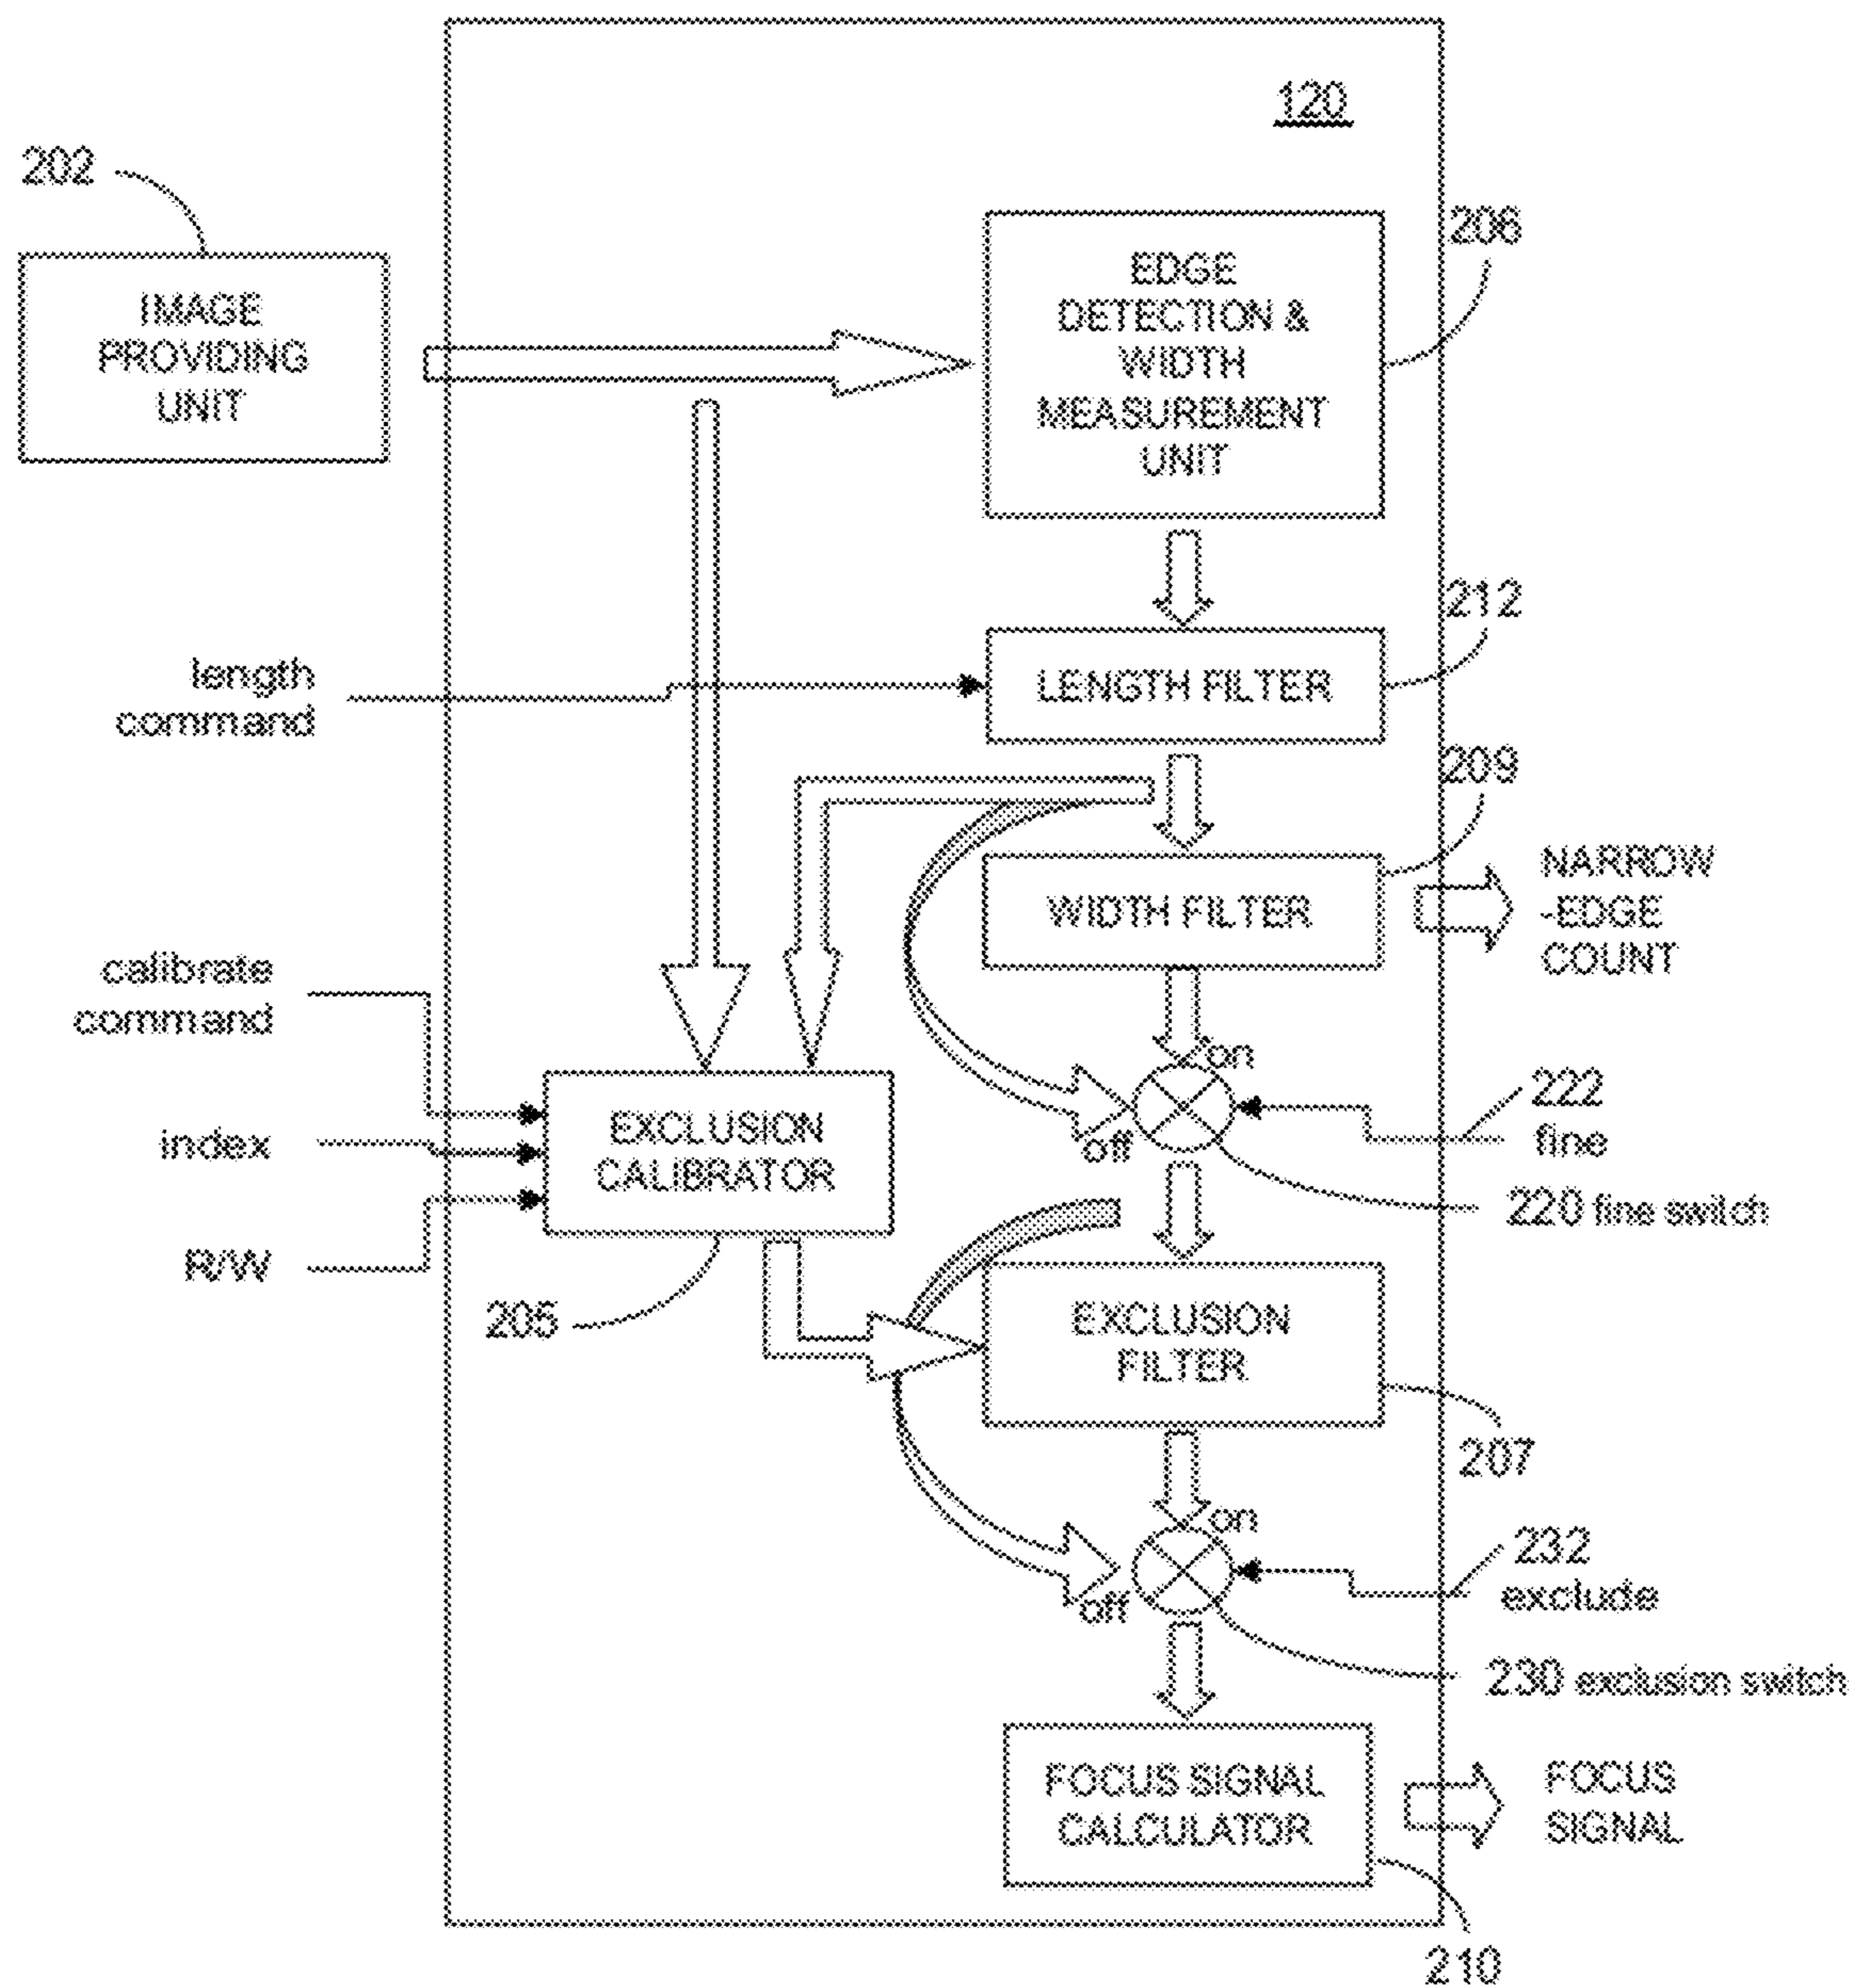 120
202
IMAGE
PROVIDING
UNIT
206
EDGE
DETECTION &
WIDTH
MEASUREMENT
UNIT
212
length
command
LENGTH FILTER
209
WIDTH FILTER
NARROW
-EDGE
COUNT
calibrate
command
index
R/W
EXCLUSION
CALIBRATOR
205
on
off
222
fine
220 fine switch
EXCLUSION
FILTER
207
on
off
232
exclude
230 exclusion switch
FOCUS SIGNAL
CALCULATOR
FOCUS
SIGNAL
210